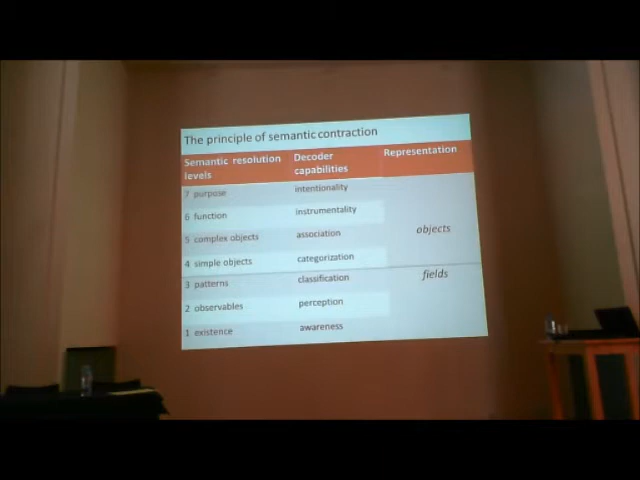 The principle of semantic contraction
Semantic resolution levels Decoder capabilities Representation
7 purpose intentionality
6 function instrumentality
5 complex objects association objects
4 simple objects categorization
3 patterns classification fields
2 observables perception
1 existence awareness